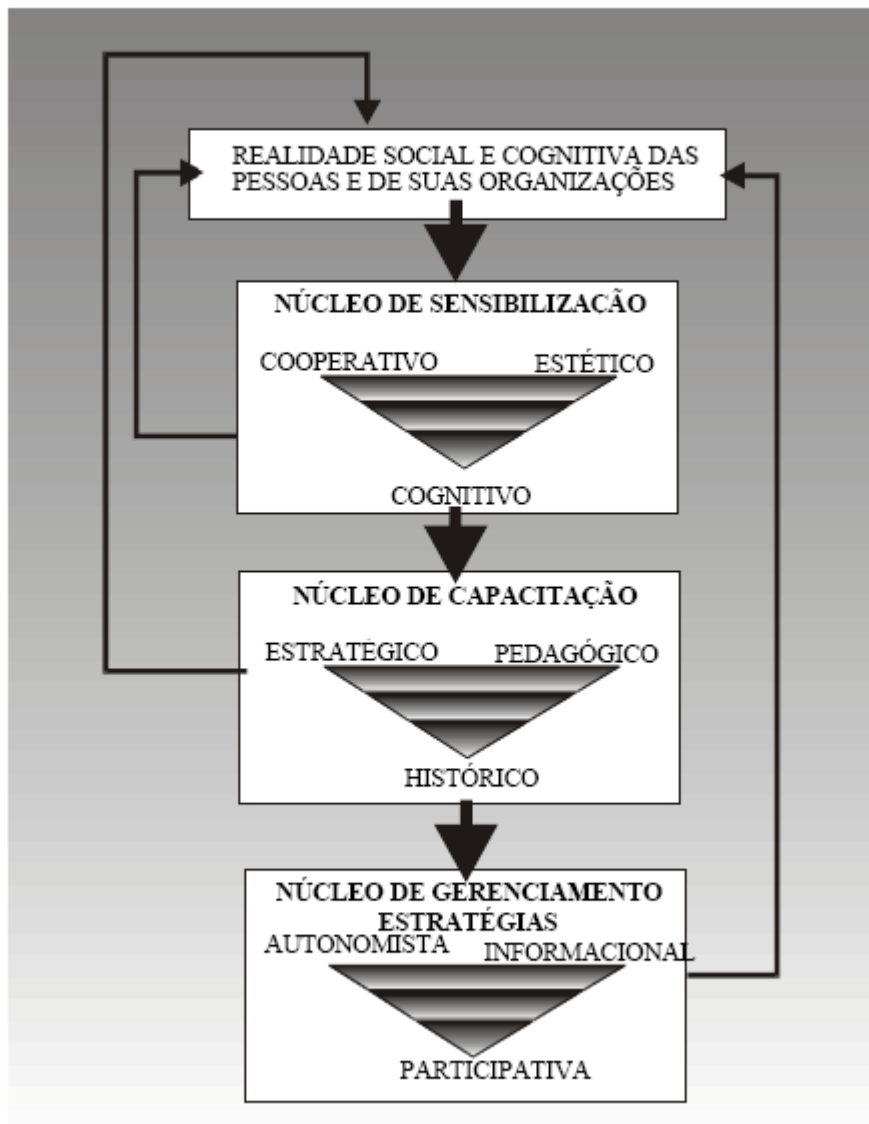 REALIDADE SOCIAL E COGNITIVA DAS
PESSOAS E DE SUAS ORGANIZAÇÕES
NÚCLEO DE SENSIBILIZAÇÃO
COOPERATIVO ESTÉTICO
COGNITIVO
NÚCLEO DE CAPACITAÇÃO
ESTRATÉGICO PEDAGÓGICO
HISTÓRICO
NÚCLEO DE GERENCIAMENTO
ESTRATÉGIAS
AUTONOMISTA INFORMACIONAL
PARTICIPATIVA